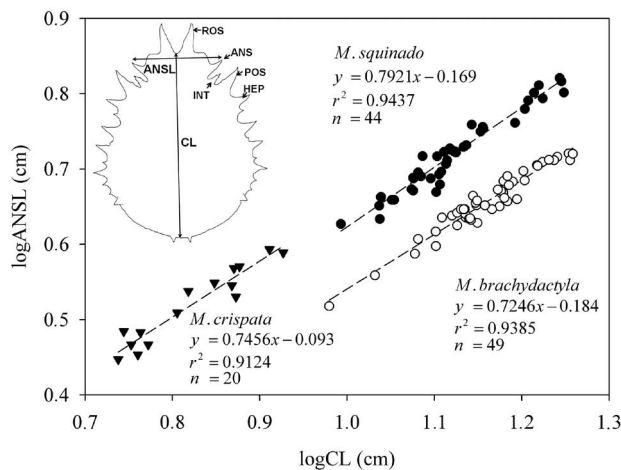 0.9
0.8
0.7
0.6
0.5
0.4
logANSL (cm)
ROS
ANS
ANSL
POS
INT
HEP
CL
M. squinado
y = 0.7921x−0.169
r² = 0.9437
n = 44
M. brachydactyla
y = 0.7246x−0.184
r² = 0.9385
n = 49
M. crispata
y = 0.7456x−0.093
r² = 0.9124
n = 20
0.7 0.8 0.9 1.0 1.1 1.2 1.3
logCL (cm)